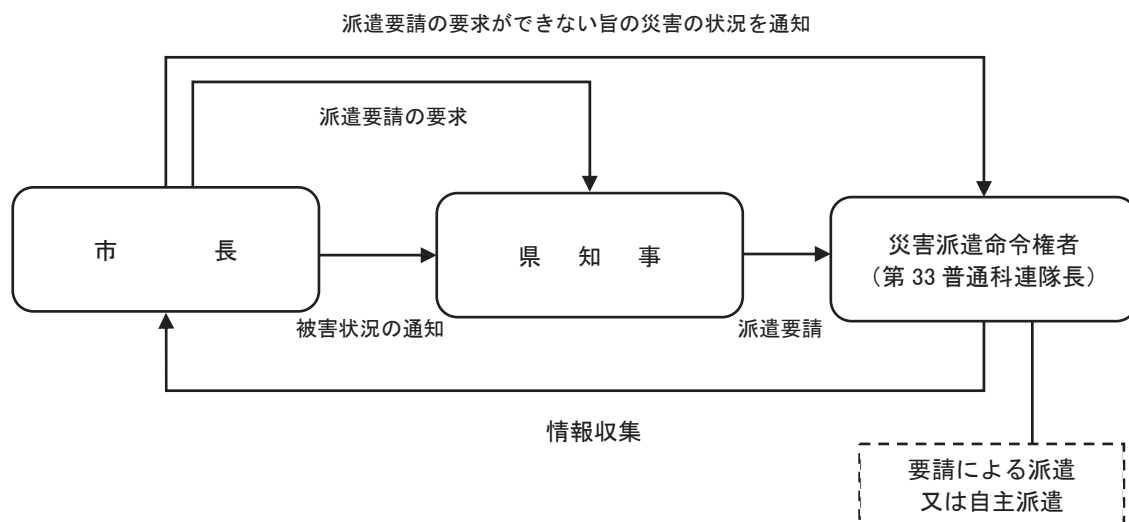 派遣要請の要求ができない旨の災害の状況を通知
派遣要請の要求
市 長
県 知 事
災害派遣命令権者
（第 33 普通科連隊長）
被害状況の通知
派遣要請
情報収集
要請による派遣
又は自主派遣